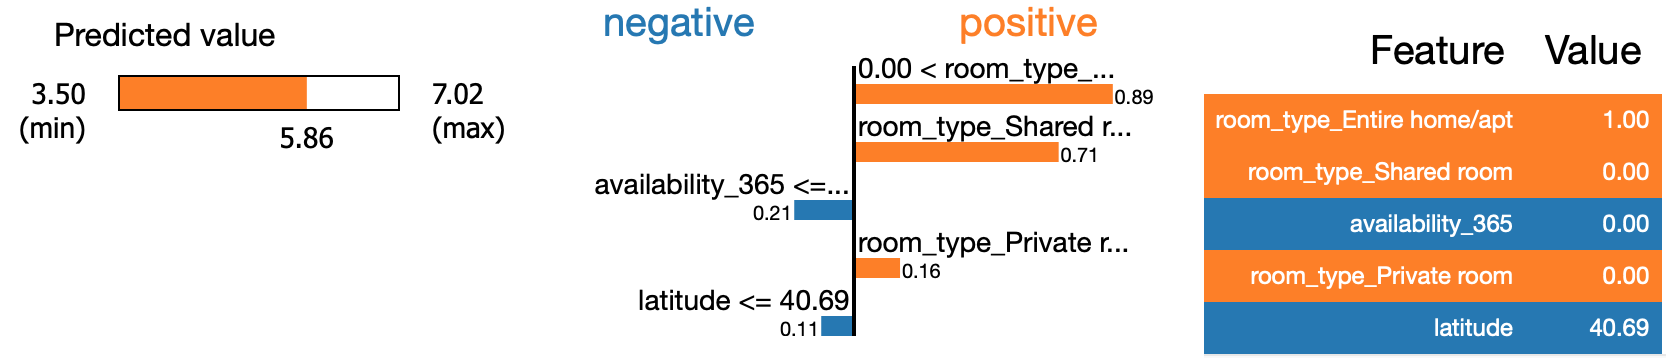 Predicted value
3.50
(min)
7.02
(max)
5.86
negative
positive
0.00 < room_type_...
0.89
room_type_Shared r...
0.71
availability_365 <=...
0.21
room_type_Private r...
0.16
latitude <= 40.69
0.11
Feature Value
room_type_Entire home/apt 1.00
room_type_Shared room 0.00
availability_365 0.00
room_type_Private room 0.00
latitude 40.69